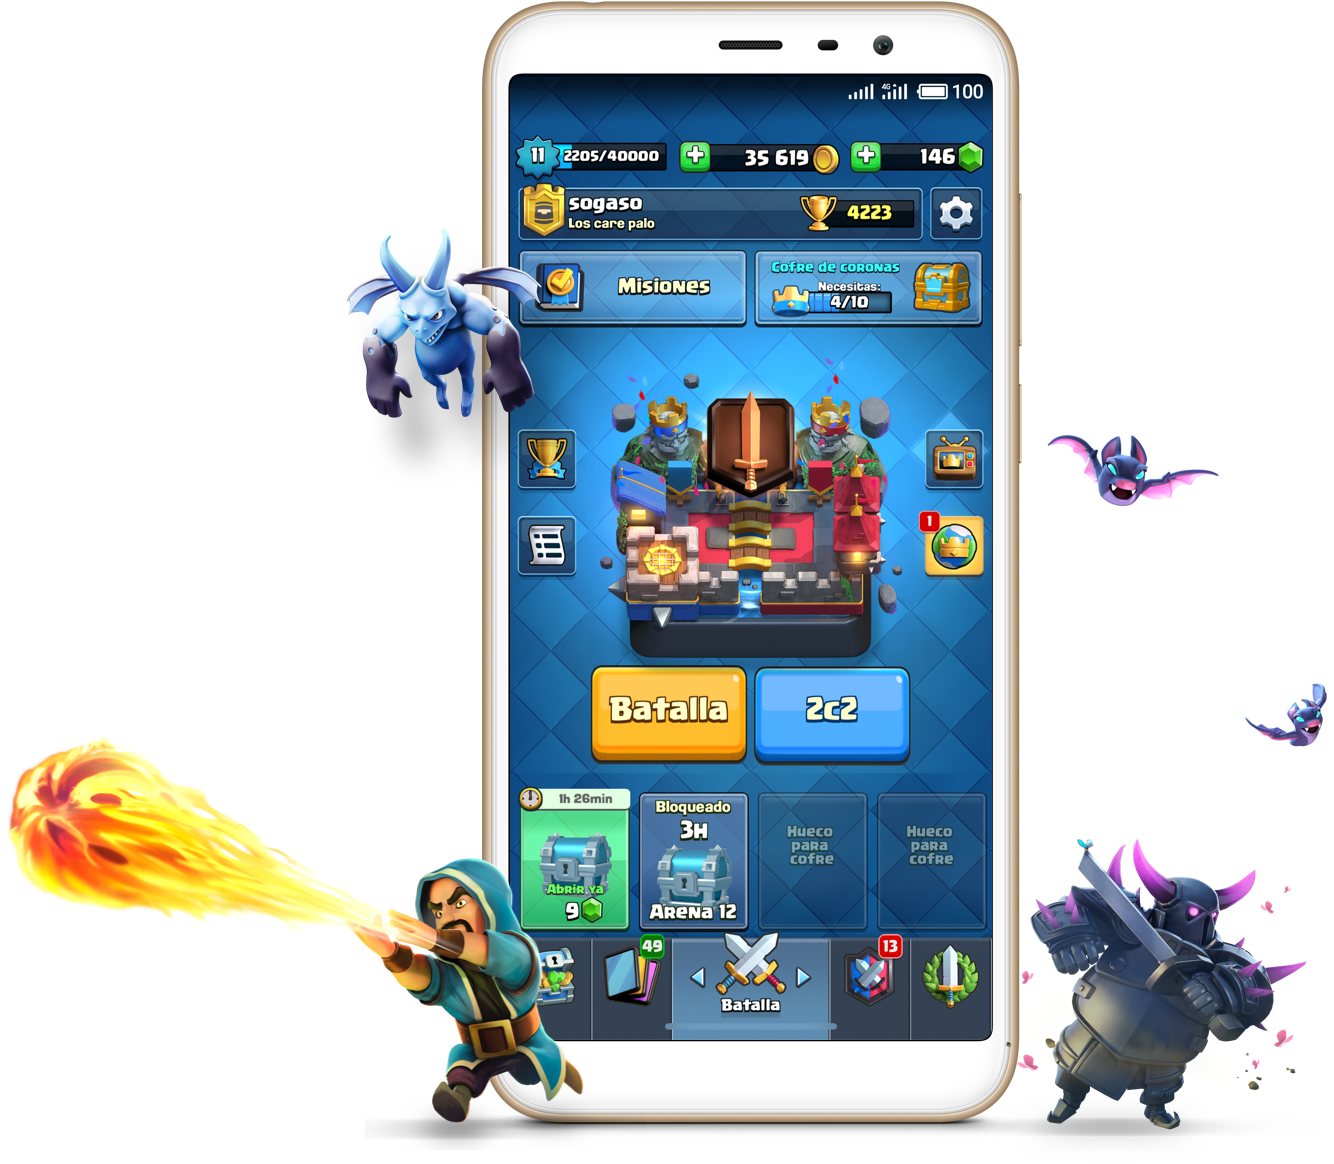 4G 100
11 2205/40000 35 619 146
sogaso
Los care palo
4223
Misiones
Cofre de coronas
Necesitas:
4/10
1
Batalla 2c2
1h 26min
Abrir ya
9
Bloqueado
3H
Arena 12
Hueco
para
cofre
Hueco
para
cofre
49
13
Batalla